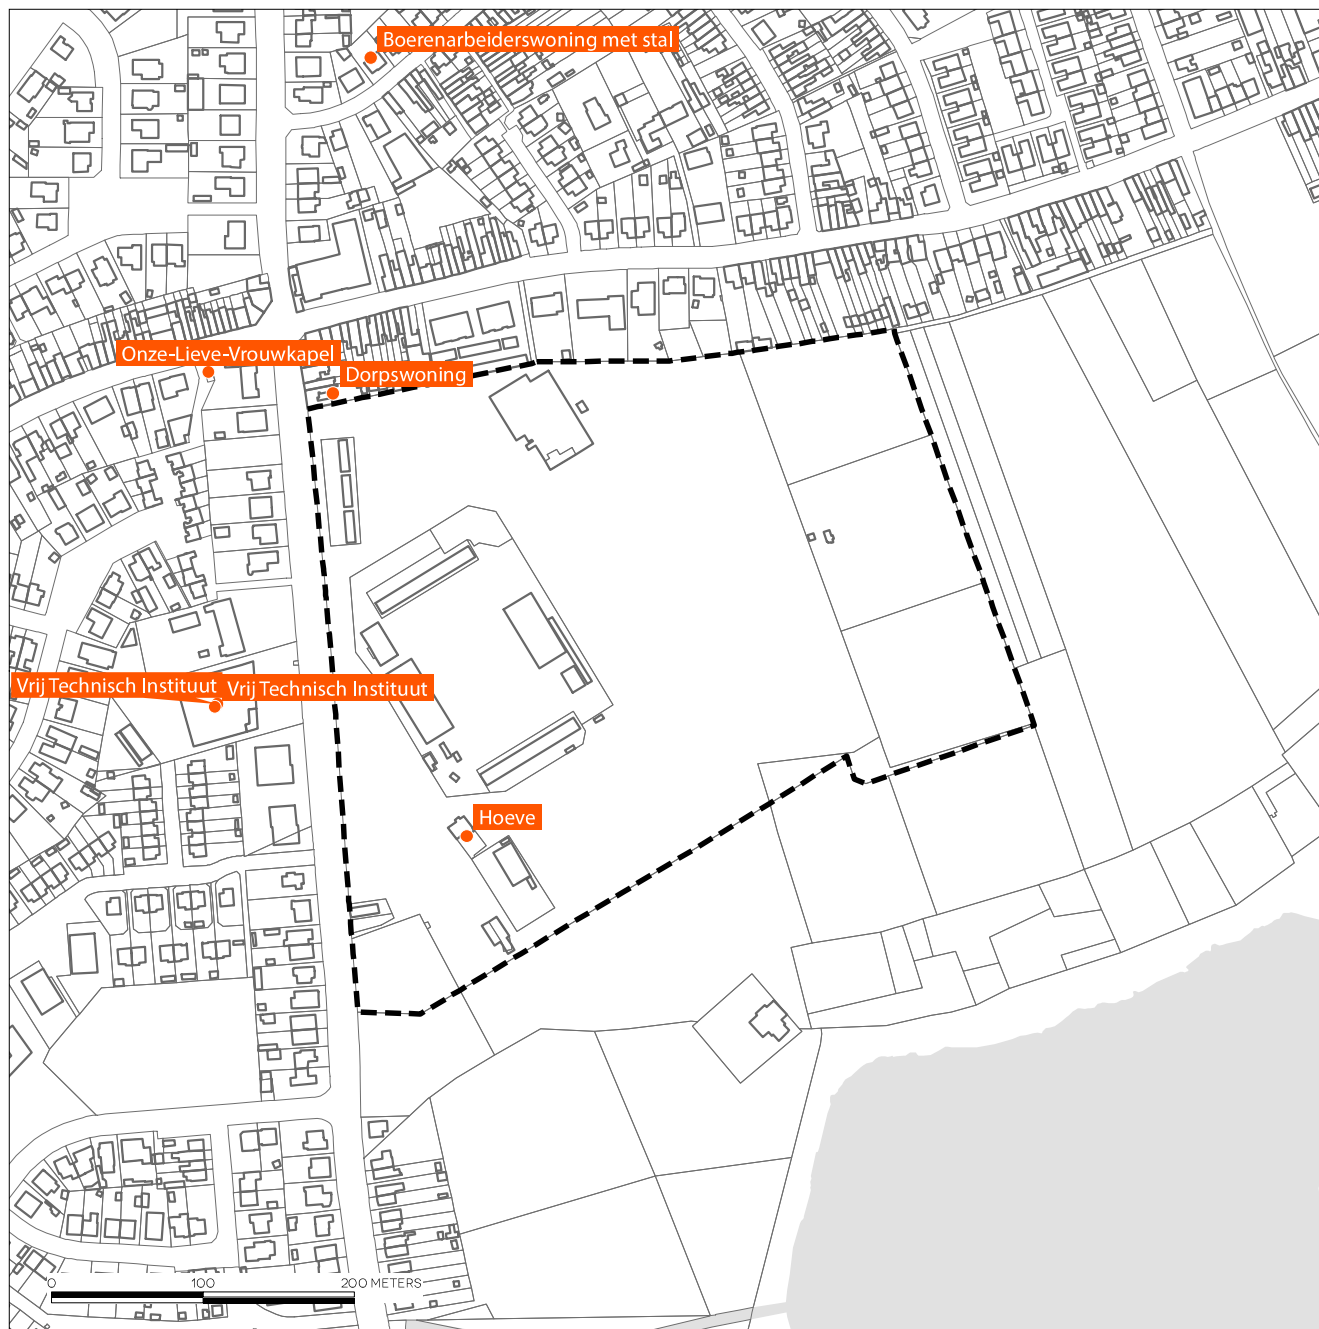 Boerenarbeiderswoning met stal
Onze-Lieve-Vrouwkapel
Dorpswoning
Vrij Technisch Instituut
Vrij Technisch Instituut
Hoeve
0 100 200 METERS